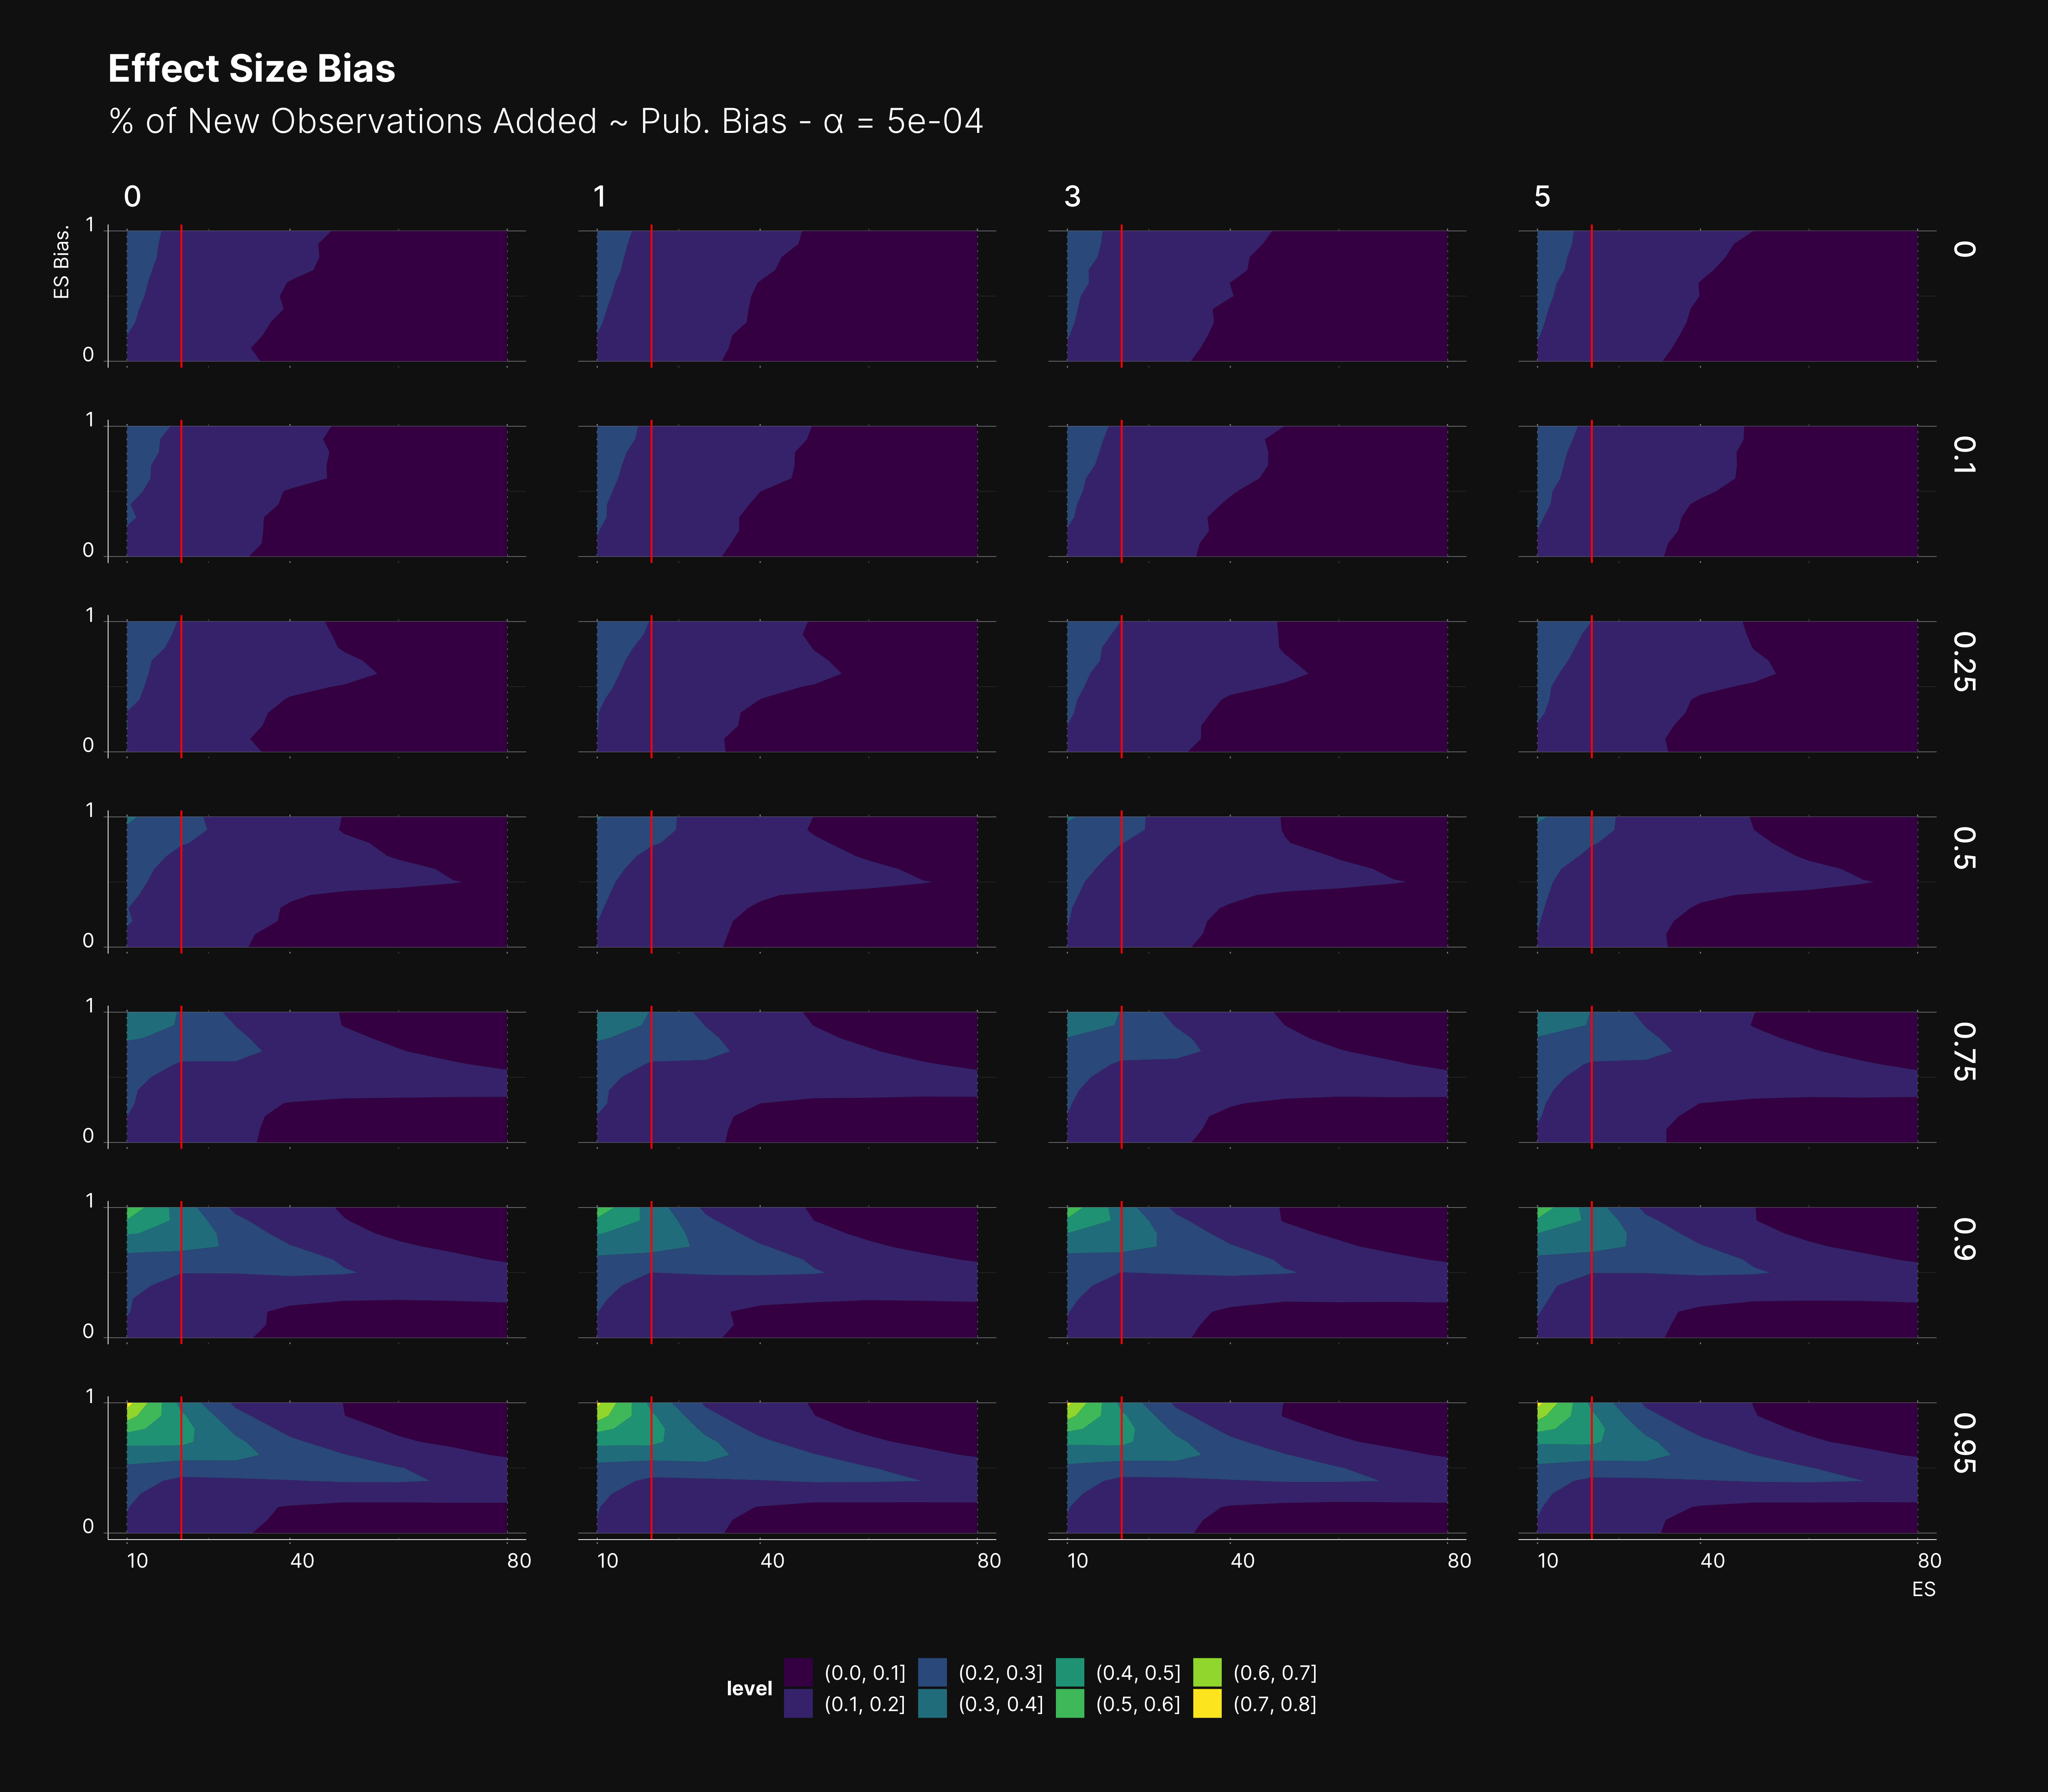 Effect Size Bias
% of New Observations Added ~ Pub. Bias - α = 5e-04
0 1 3 5
ES Bias.
1
0
0
1
0
0.1
1
0
0.25
1
0
0.5
1
0
0.75
1
0
0.9
1
0
0.95
10 40 80 10 40 80 10 40 80 10 40 80
ES
level
(0.0, 0.1] (0.2, 0.3] (0.4, 0.5] (0.6, 0.7]
(0.1, 0.2] (0.3, 0.4] (0.5, 0.6] (0.7, 0.8]